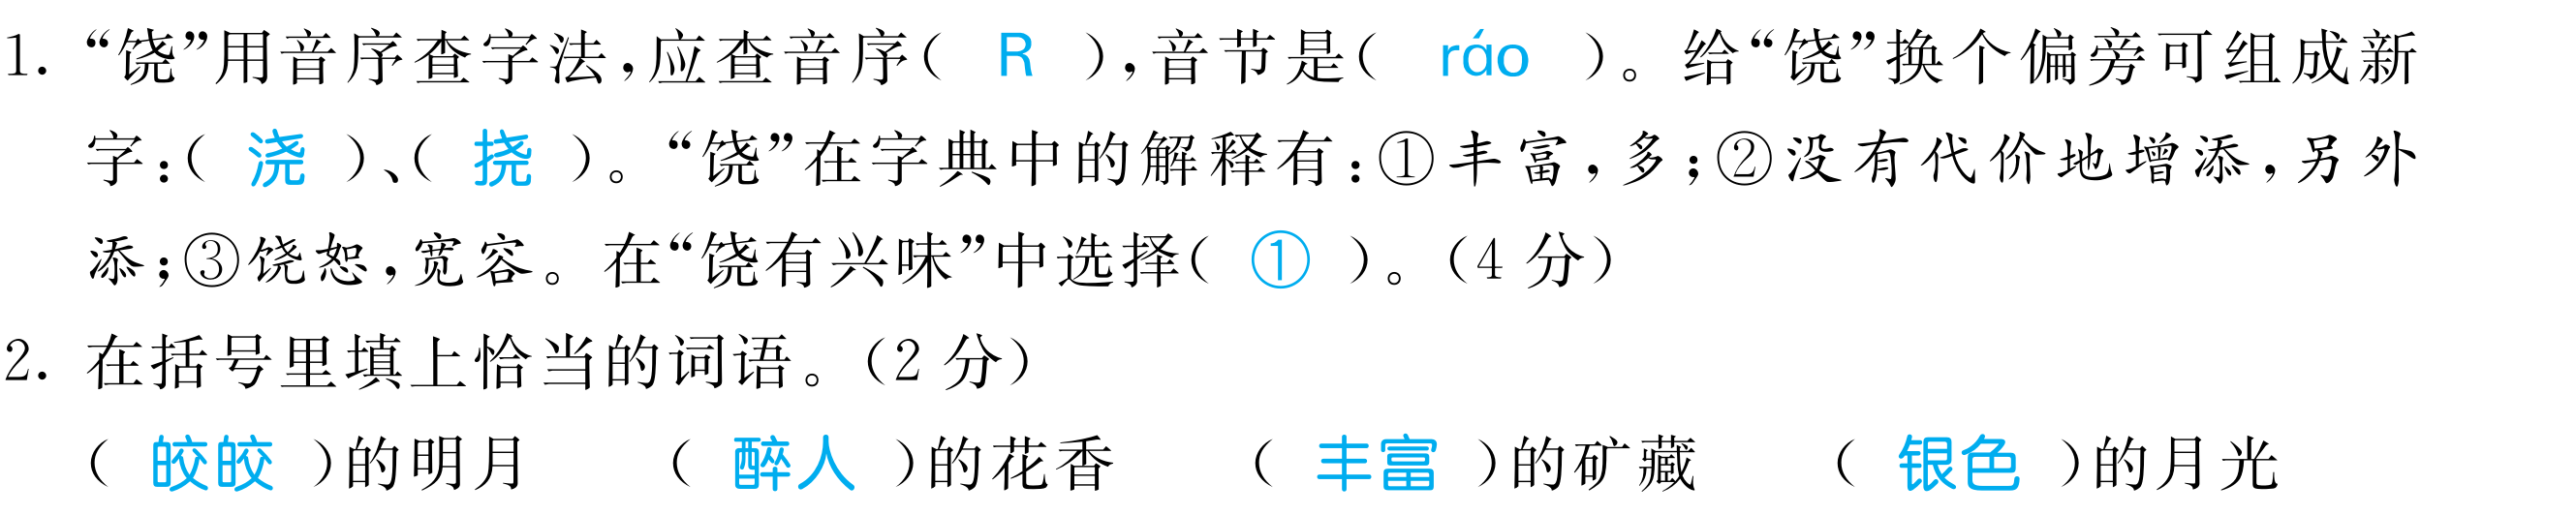 1. “饶”用音序查字法,应查音序( R ),音节是( ráo )。给“饶”换个偏旁可组成新
字:( 浇 )、( 挠 )。“饶”在字典中的解释有:①丰富,多;②没有代价地增添,另外
添;③饶恕,宽容。在“饶有兴味”中选择( ① )。(4 分)
2. 在括号里填上恰当的词语。(2 分)
( 皎皎 )的明月 ( 醉人 )的花香 ( 丰富 )的矿藏 ( 银色 )的月光